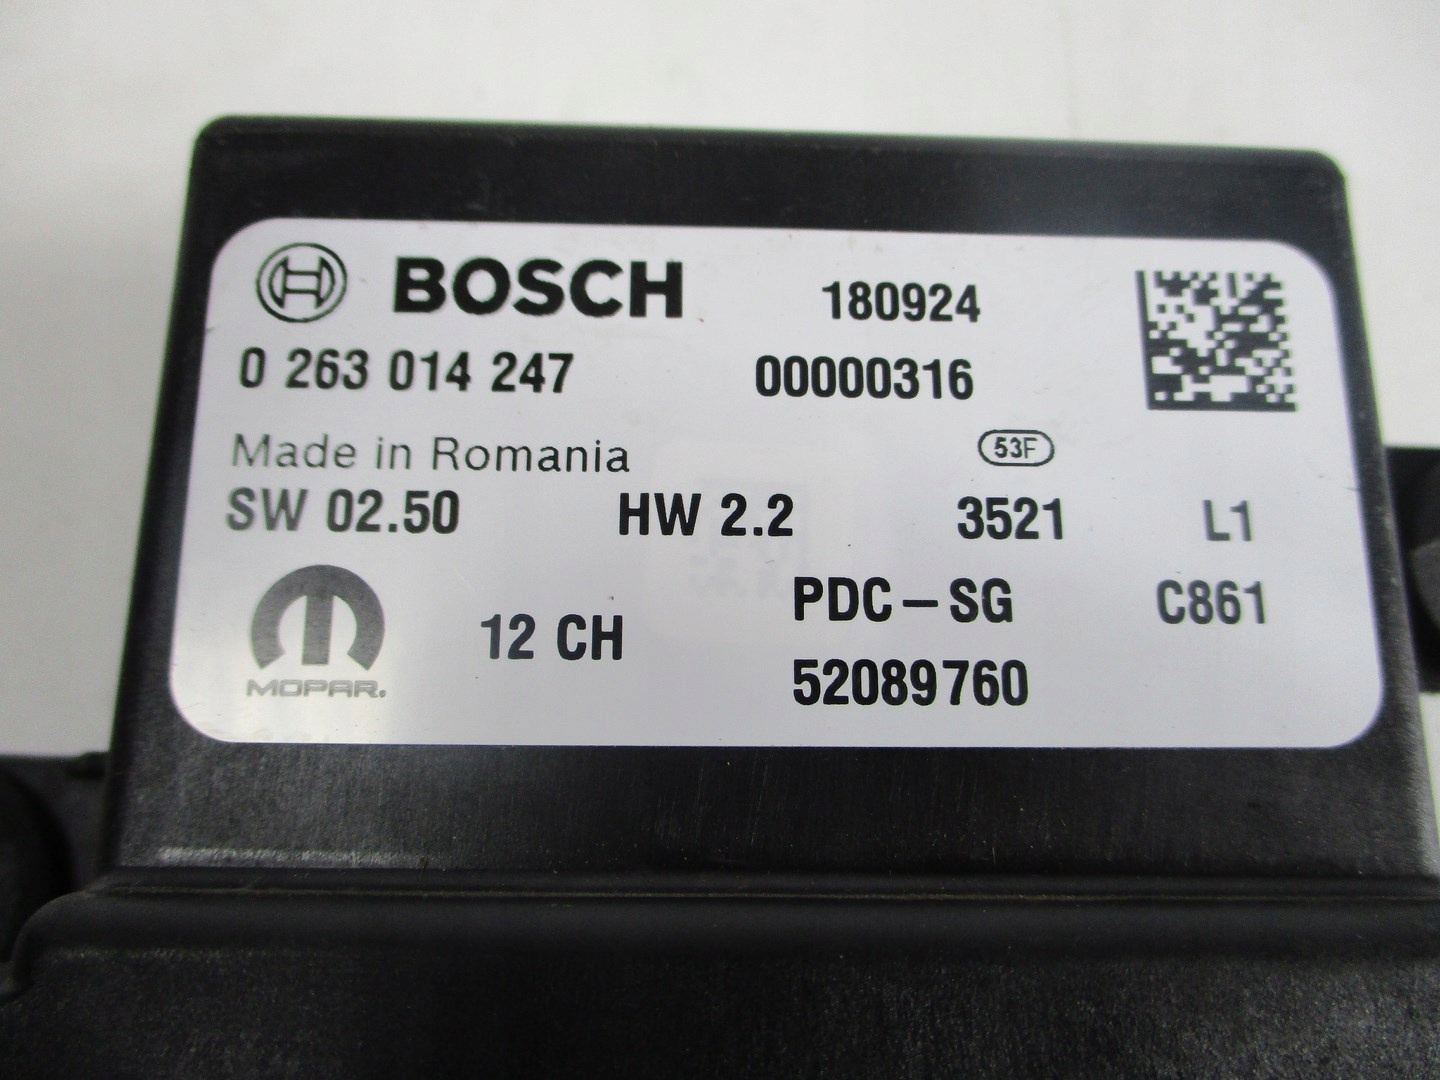 BOSCH 180924
0 263 014 247 00000316
Made in Romania 53F
SW 02.50 HW 2.2 3521 L1
PDC-SG C861
12 CH
MOPAR. 52089760